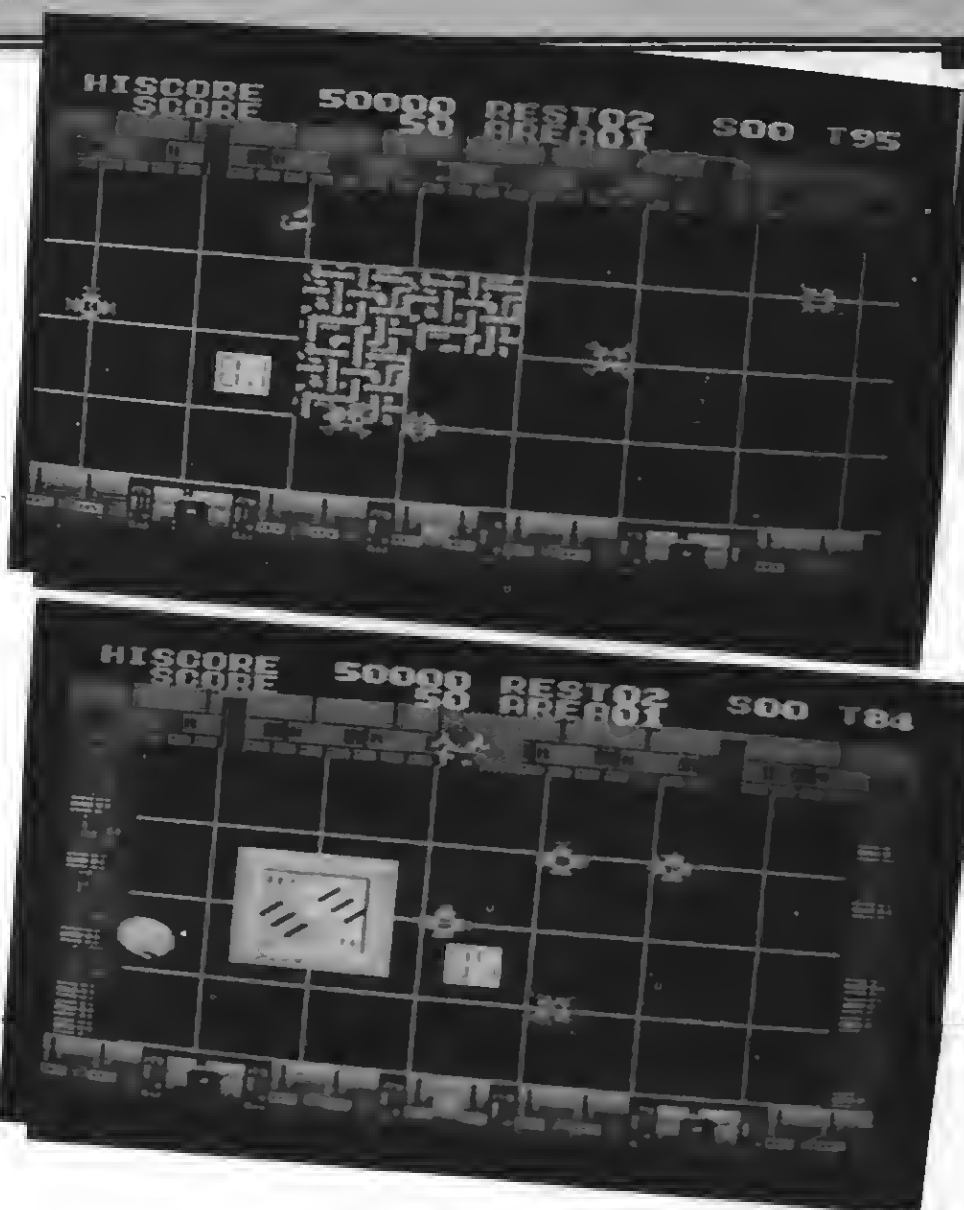 HISCORE 50000 REST02 S00 T95
SCORE 50 AREA01
HISCORE 50000 REST02 S00 T84
SCORE 50 AREA01